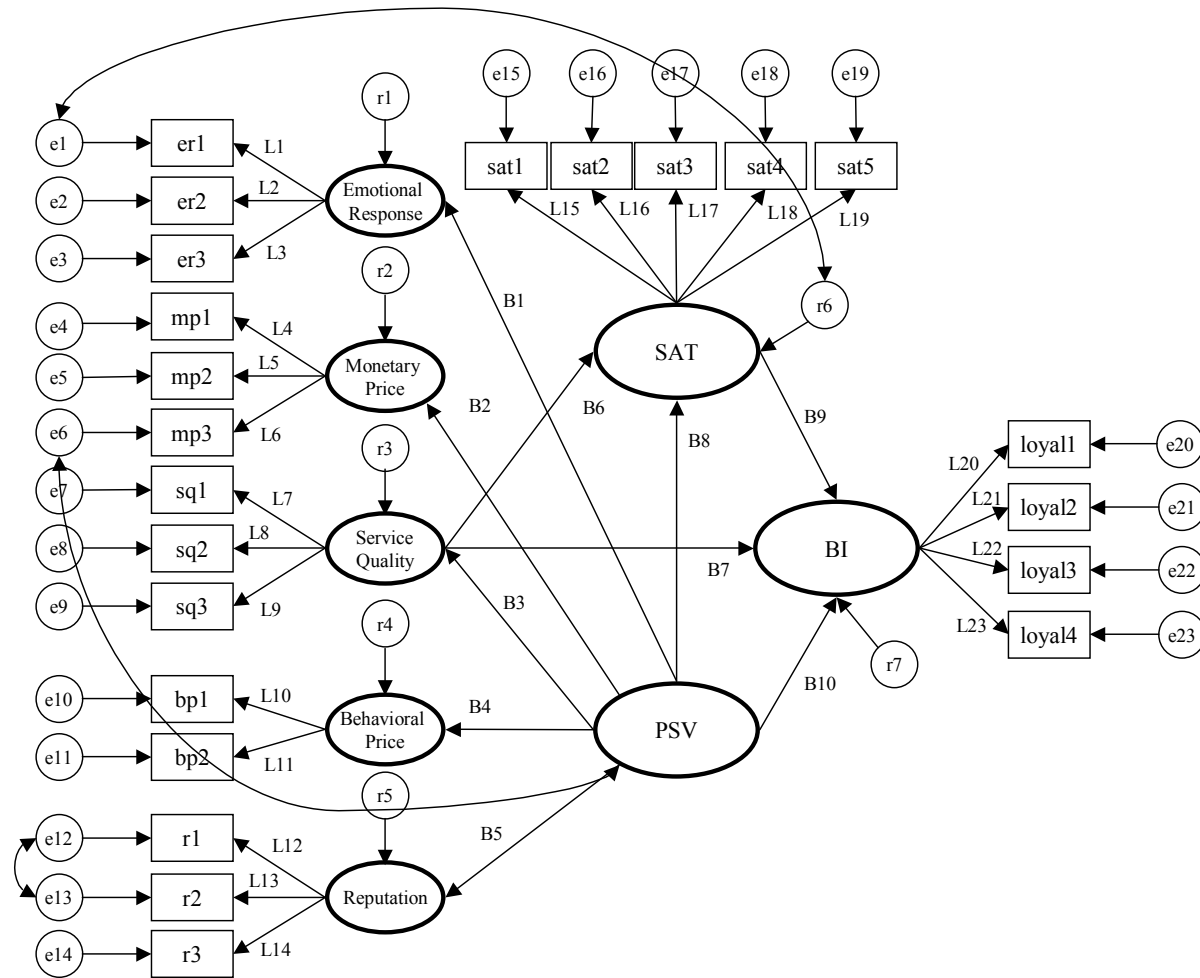 e1
er1
L1
e2
er2
L2
e3
er3
L3
r1
Emotional
Response
e4
mp1
L4
e5
mp2
L5
e6
mp3
L6
r2
Monetary
Price
e7
sq1
L7
e8
sq2
L8
e9
sq3
L9
r3
Service
Quality
e10
bp1
L10
e11
bp2
L11
r4
Behavioral
Price
e12
r1
L12
e13
r2
L13
e14
r3
L14
r5
Reputation
B1
B2
B3
B4
B5
e15
e16
e17
e18
e19
sat1
sat2
sat3
sat4
sat5
L15
L16
L17
L18
L19
r6
SAT
B6
B8
B9
B7
BI
B10
r7
PSV
L20
loyal1
e20
L21
loyal2
e21
L22
loyal3
e22
L23
loyal4
e23